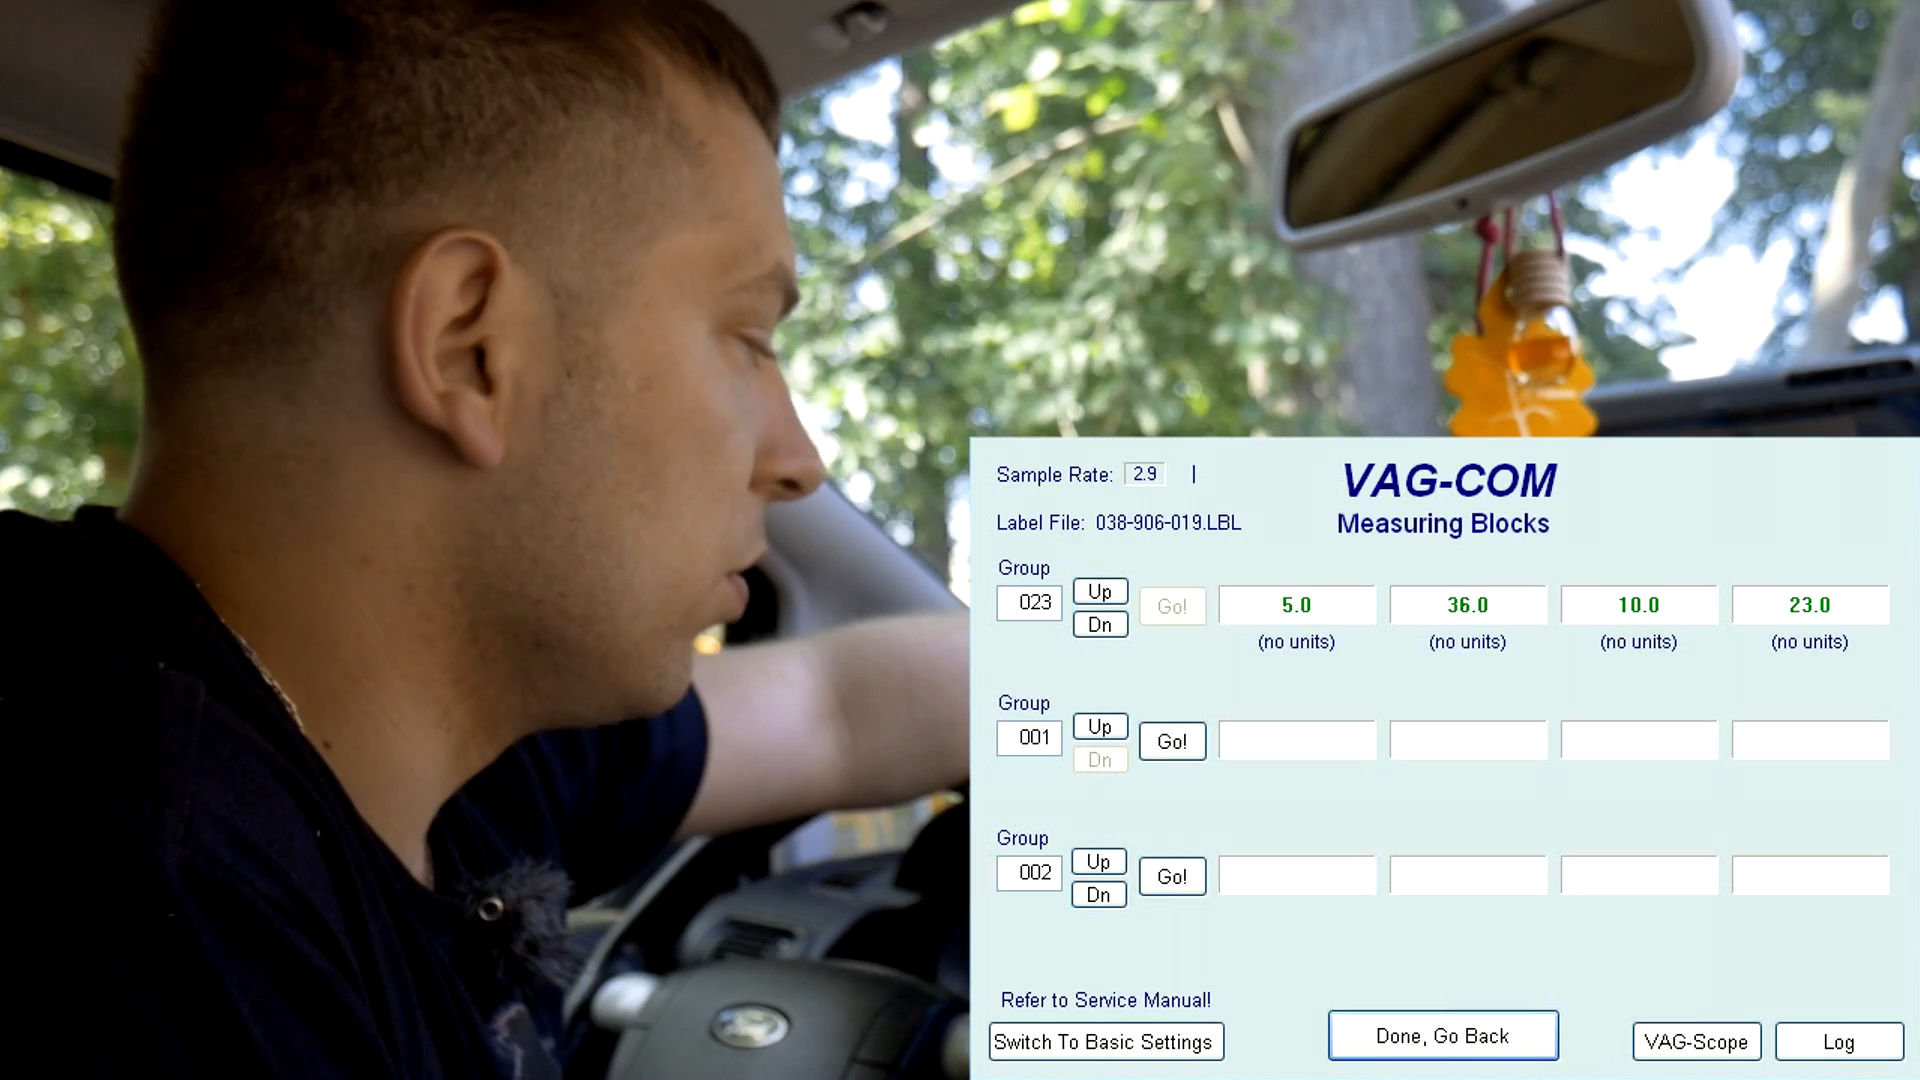 Sample Rate: 2.9
VAG-COM
Label File: 038-906-019.LBL
Measuring Blocks
Group
023 Up Dn Go! 5.0 36.0 10.0 23.0
(no units) (no units) (no units) (no units)
Group
001 Up Dn Go!
Group
002 Up Dn Go!
Refer to Service Manual!
Switch To Basic Settings
Done, Go Back
VAG-Scope
Log